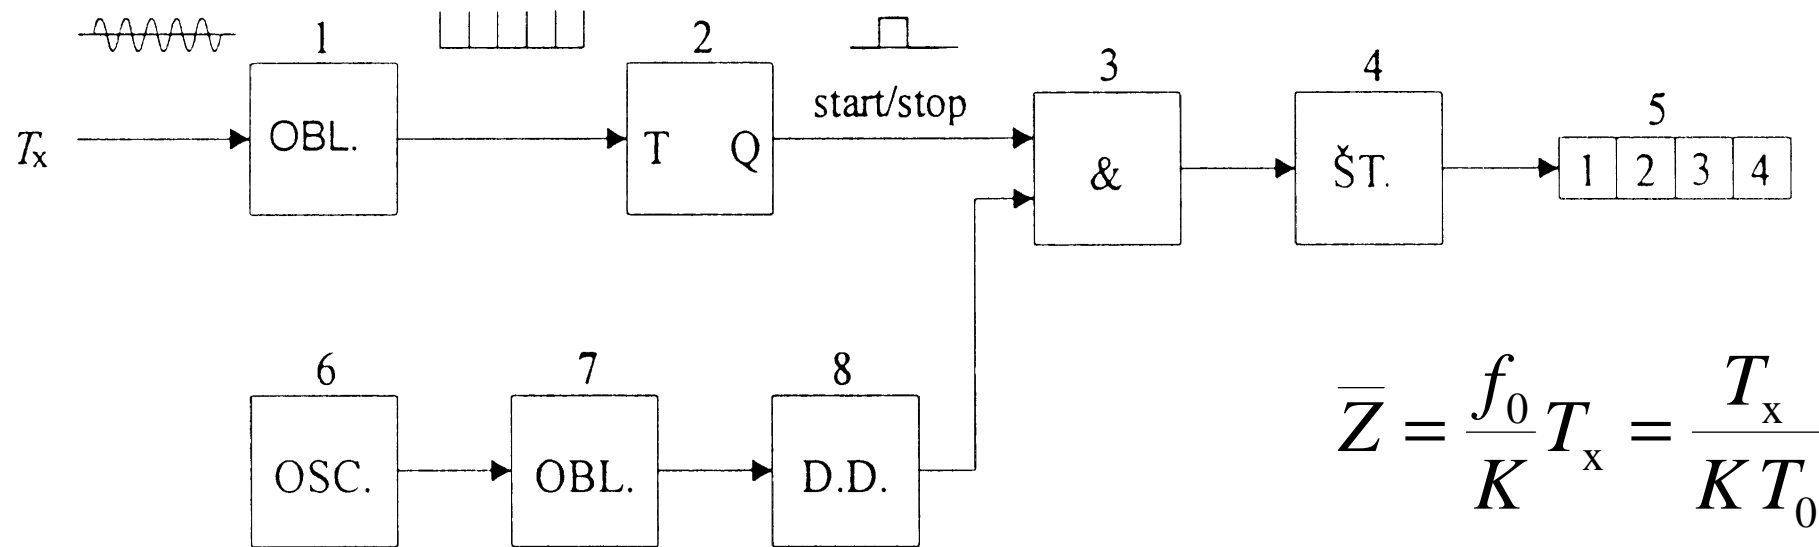 1
2
3
4
5
Tx
OBL.
T Q
start/stop
&
ŠT.
1 2 3 4
6
7
8
OSC.
OBL.
D.D.
Z̅ = f₀/K Tₓ = Tₓ/(K T₀)